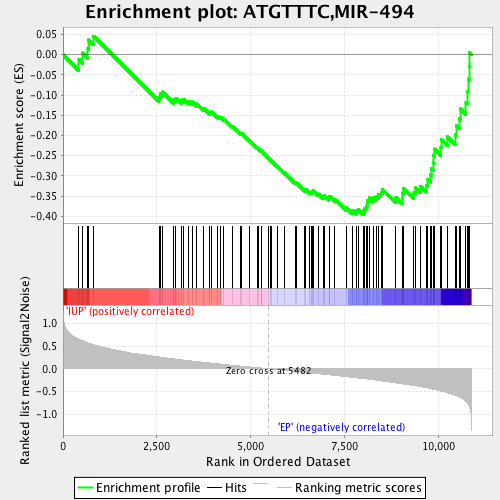 Enrichment plot: ATGTTTC,MIR-494
Enrichment score (ES)
0.05
0.00
-0.05
-0.10
-0.15
-0.20
-0.25
-0.30
-0.35
-0.40
'IUP' (positively correlated)
Ranked list metric (Signal2Noise)
1.0
0.5
0.0
-0.5
-1.0
Zero cross at 5482
'EP' (negatively correlated)
0
2,500
5,000
7,500
10,000
Rank in Ordered Dataset
Enrichment profile
Hits
Ranking metric scores